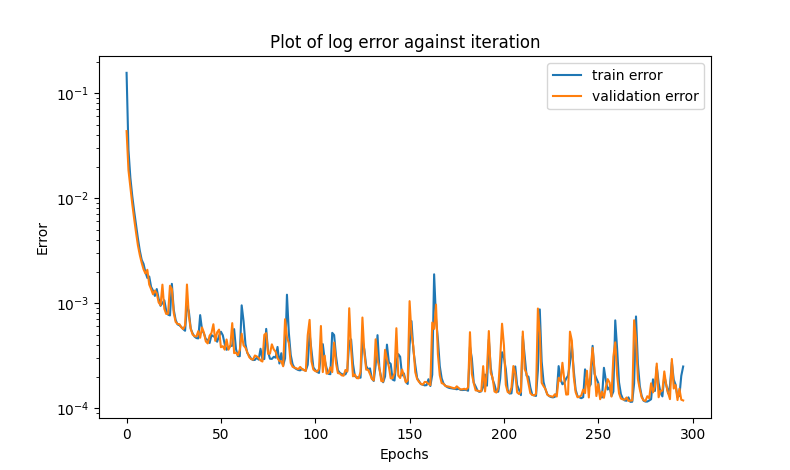 Plot of log error against iteration
train error
validation error
Error
10⁻¹
10⁻²
10⁻³
10⁻⁴
0 50 100 150 200 250 300
Epochs